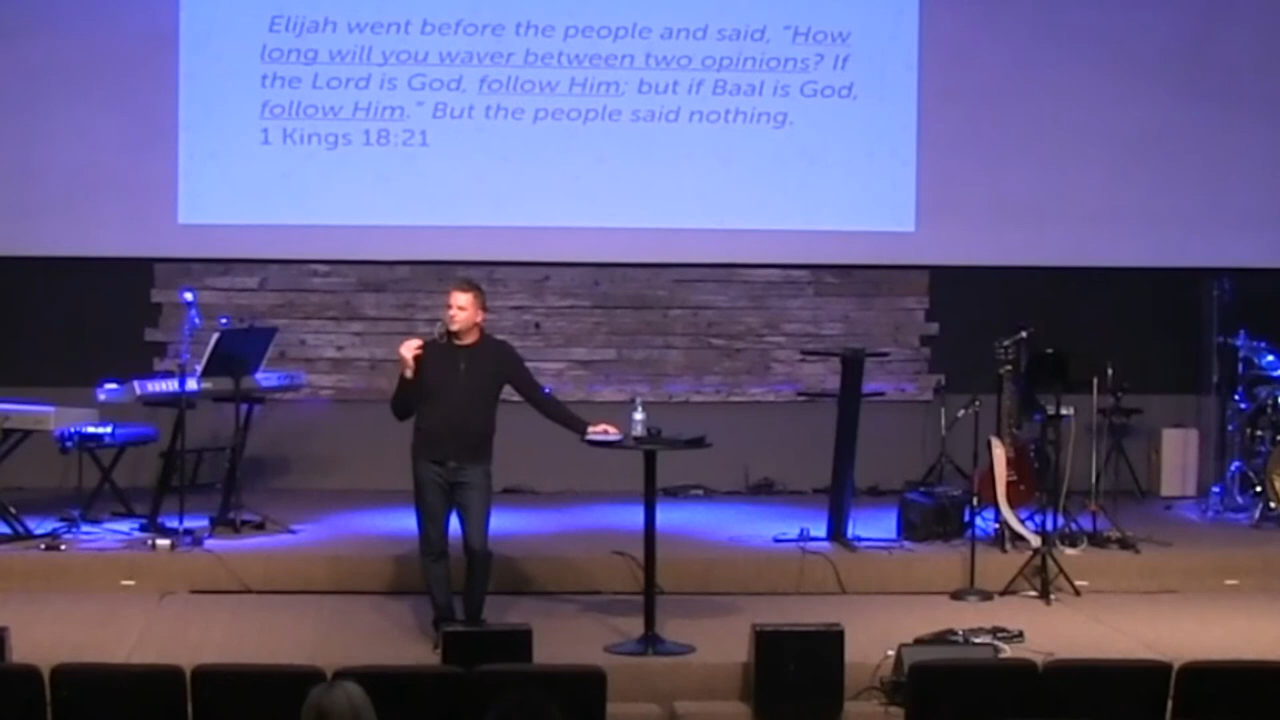 Elijah went before the people and said, "How
long will you waver between two opinions? If
the Lord is God, follow Him; but if Baal is God,
follow Him." But the people said nothing.
1 Kings 18:21